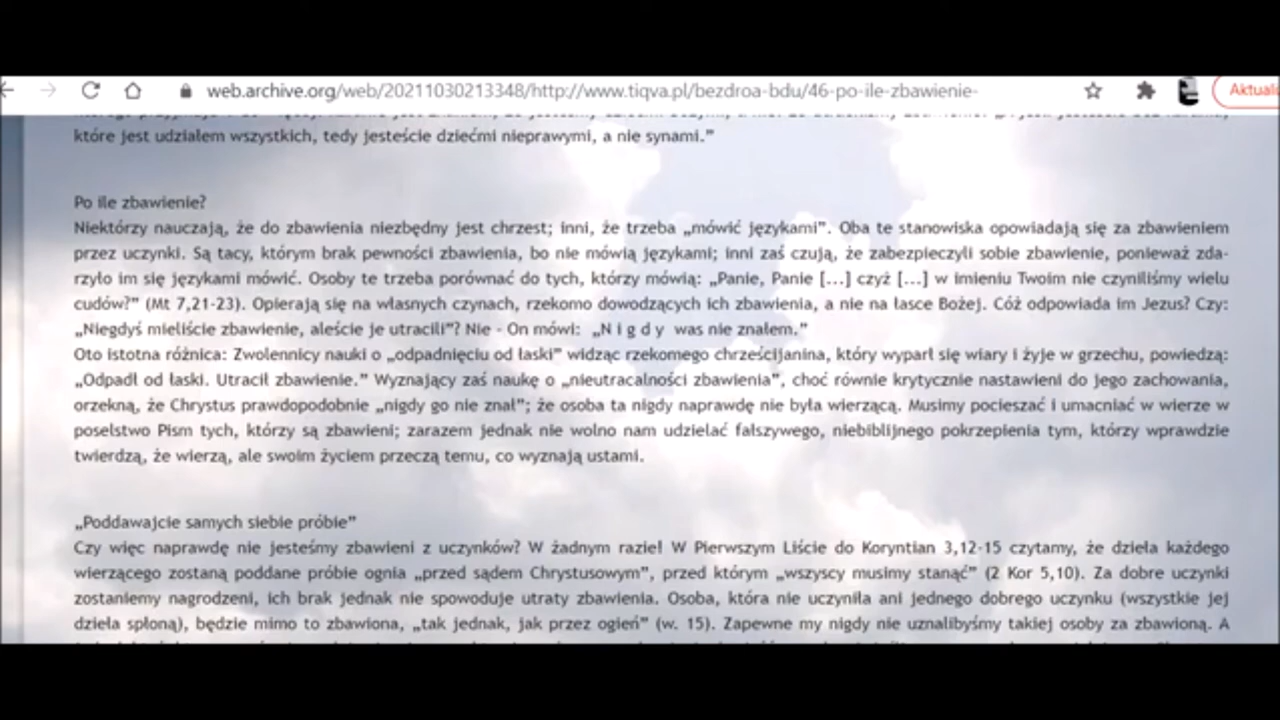 web.archive.org/web/20211030213348/http://www.tiqva.pl/bezdroa-bdu/46-po-ile-zbawienie-
Aktualiz
które jest udziałem wszystkich, tedy jesteście dziećmi nieprawymi, a nie synami.”
Po ile zbawienie?
Niektórzy nauczają, że do zbawienia niezbędny jest chrzest; inni, że trzeba „mówić językami”. Oba te stanowiska opowiadają się za zbawieniem
przez uczynki. Są tacy, którym brak pewności zbawienia, bo nie mówią językami; inni zaś czują, że zabezpieczyli sobie zbawienie, ponieważ zda-
rzyło im się językami mówić. Osoby te trzeba porównać do tych, którzy mówią: „Panie, Panie [...] czyż [...] w imieniu Twoim nie czyniliśmy wielu
cudów?” (Mt 7,21-23). Opierają się na własnych czynach, rzekomo dowodzących ich zbawienia, a nie na łasce Bożej. Cóż odpowiada im Jezus? Czy:
„Niegdyś mieliście zbawienie, aleście je utracili”? Nie - On mówi: „N i g d y was nie znałem.”
Oto istotna różnica: Zwolennicy nauki o „odpadnięciu od łaski” widząc rzekomego chrześcijanina, który wyparł się wiary i żyje w grzechu, powiedzą:
„Odpadł od łaski. Utracił zbawienie.” Wyznający zaś naukę o „nieutracalności zbawienia”, choć równie krytycznie nastawieni do jego zachowania,
orzekną, że Chrystus prawdopodobnie „nigdy go nie znał”; że osoba ta nigdy naprawdę nie była wierzącą. Musimy pocieszać i umacniać w wierze w
poselstwo Pism tych, którzy są zbawieni; zarazem jednak nie wolno nam udzielać fałszywego, niebiblijnego pokrzepienia tym, którzy wprawdzie
twierdzą, że wierzą, ale swoim życiem przeczą temu, co wyznają ustami.
„Poddawajcie samych siebie próbie”
Czy więc naprawdę nie jesteśmy zbawieni z uczynków? W żadnym razie! W Pierwszym Liście do Koryntian 3,12-15 czytamy, że dzieła każdego
wierzącego zostaną poddane próbie ognia „przed sądem Chrystusowym”, przed którym „wszyscy musimy stanąć” (2 Kor 5,10). Za dobre uczynki
zostaniemy nagrodzeni, ich brak jednak nie spowoduje utraty zbawienia. Osoba, która nie uczyniła ani jednego dobrego uczynku (wszystkie jej
dzieła spłoną), będzie mimo to zbawiona, „tak jednak, jak przez ogień” (w. 15). Zapewne my nigdy nie uznalibyśmy takiej osoby za zbawioną. A